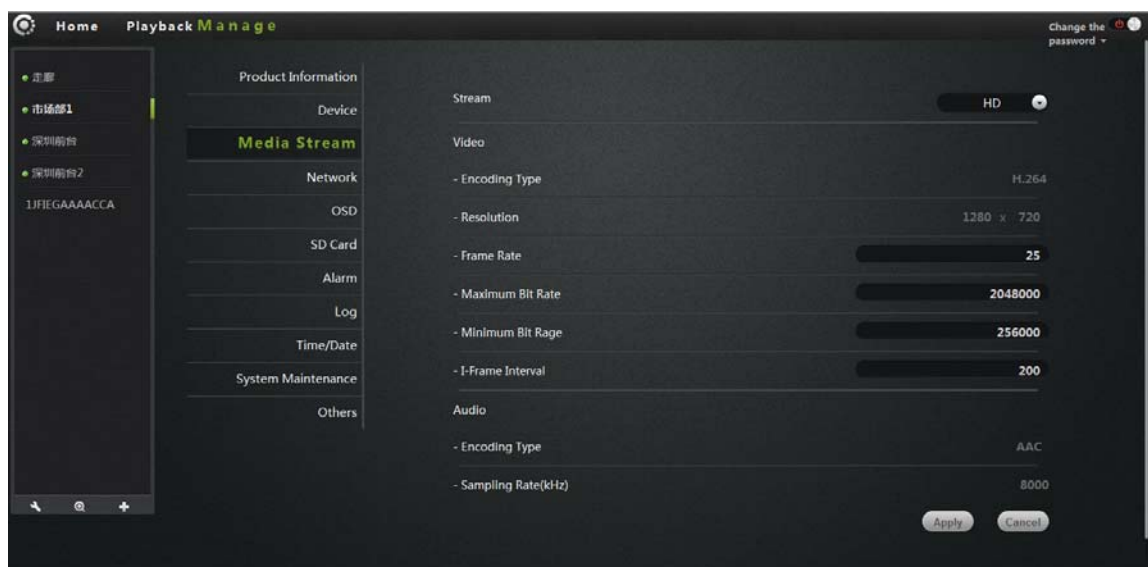 Home Playback Manage
Change the
password
走廊
市场部1
深圳前台
深圳前台2
1JFIEGAAAACCA
Product Information
Device
Media Stream
Network
OSD
SD Card
Alarm
Log
Time/Date
System Maintenance
Others
Stream HD
Video
- Encoding Type H.264
- Resolution 1280 x 720
- Frame Rate 25
- Maximum Bit Rate 2048000
- Minimum Bit Rage 256000
- I-Frame Interval 200
Audio
- Encoding Type AAC
- Sampling Rate(kHz) 8000
Apply Cancel